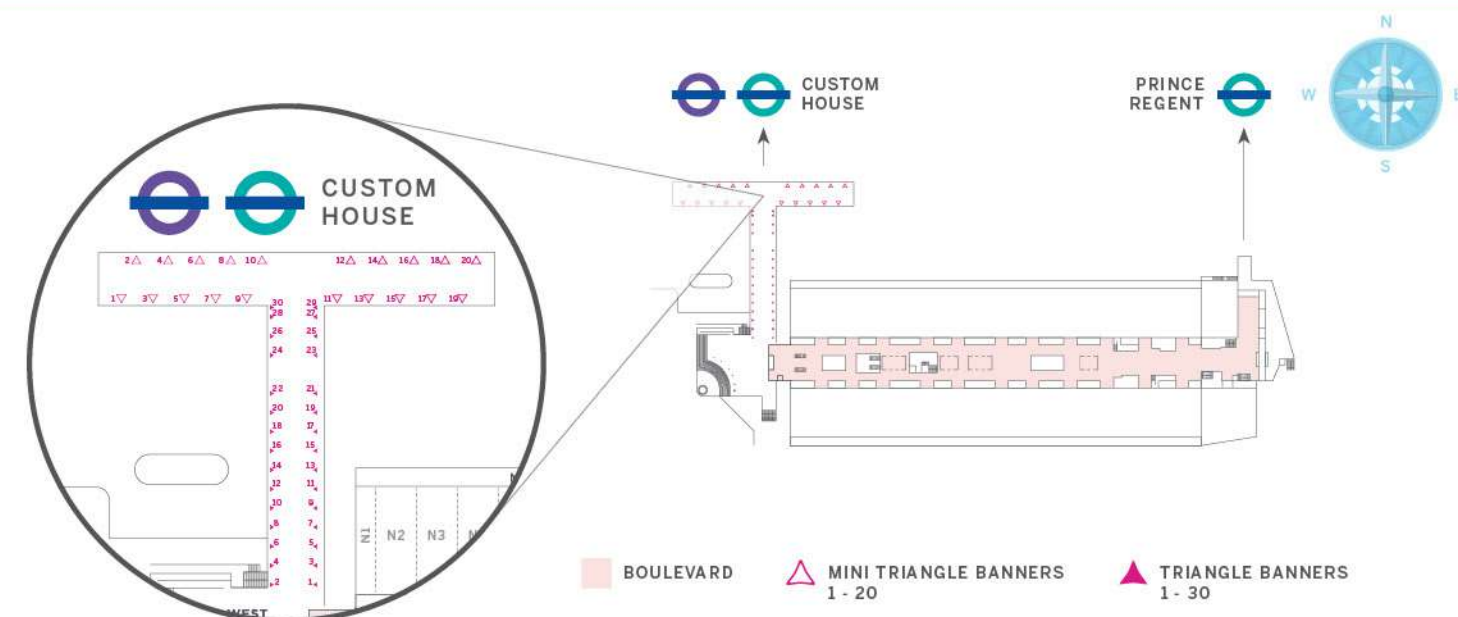 N
W
S
CUSTOM
HOUSE
PRINCE
REGENT
CUSTOM
HOUSE
2 4 6 8 10 12 14 16 18 20
1 3 5 7 9 11 13 15 17 19
30 29
28 27
26 25
24 23
22 21
20 19
18 17
16 15
14 13
12 11
10 9
8 7
6 5
4 3
2 1
N1 N2 N3 N
WEST
BOULEVARD
MINI TRIANGLE BANNERS
1 - 20
TRIANGLE BANNERS
1 - 30